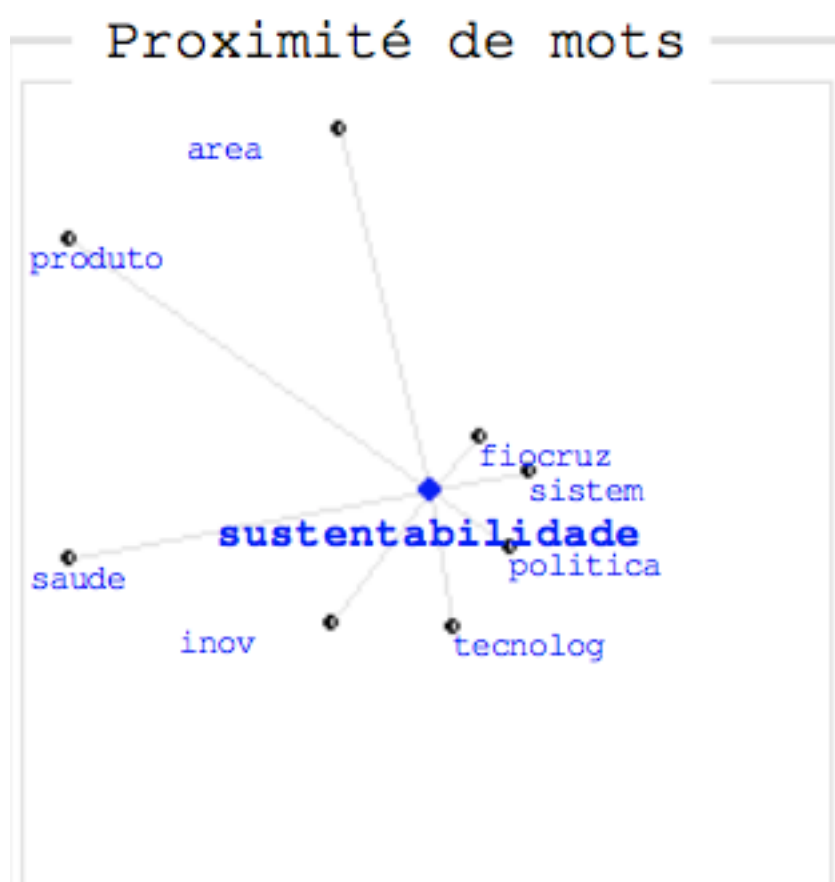 Proximité de mots
area
produto
fiocruz
sistem
sustentabilidade
politica
saude
inov
tecnolog